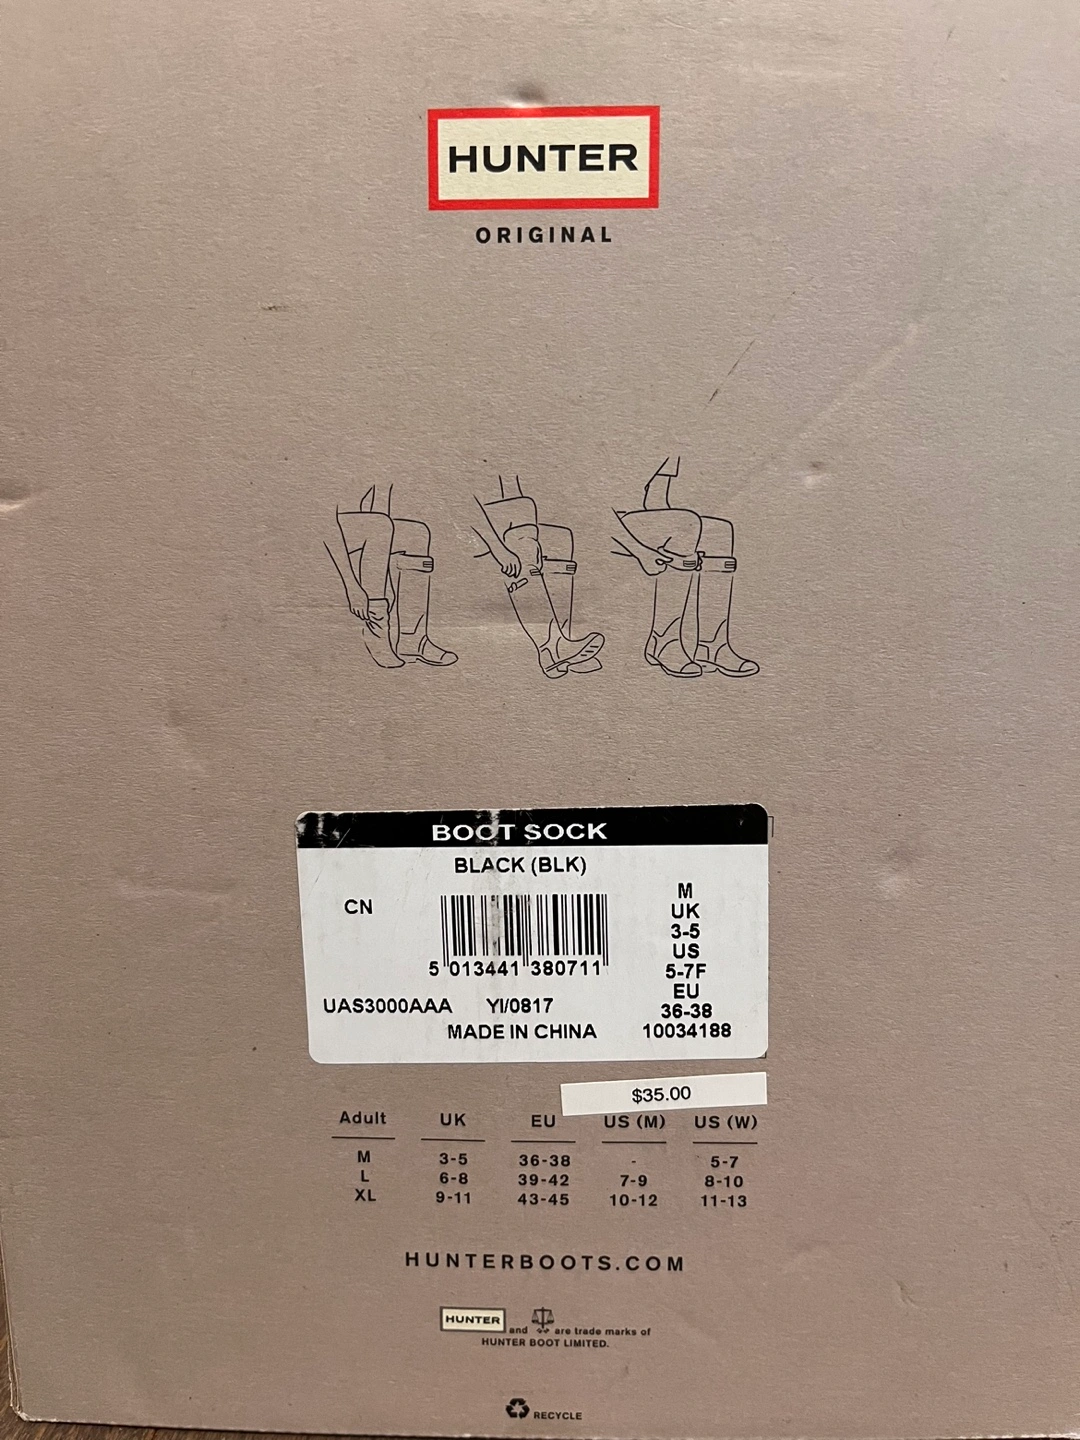 HUNTER
ORIGINAL
BOOT SOCK
BLACK (BLK)
CN
M
UK
3-5
US
5-7F
EU
36-38
10034188
5 013441 380711
UAS3000AAA YI/0817
MADE IN CHINA
$35.00
Adult UK EU US (M) US (W)
M 3-5 36-38 - 5-7
L 6-8 39-42 7-9 8-10
XL 9-11 43-45 10-12 11-13
HUNTERBOOTS.COM
HUNTER and are trade marks of
HUNTER BOOT LIMITED.
RECYCLE